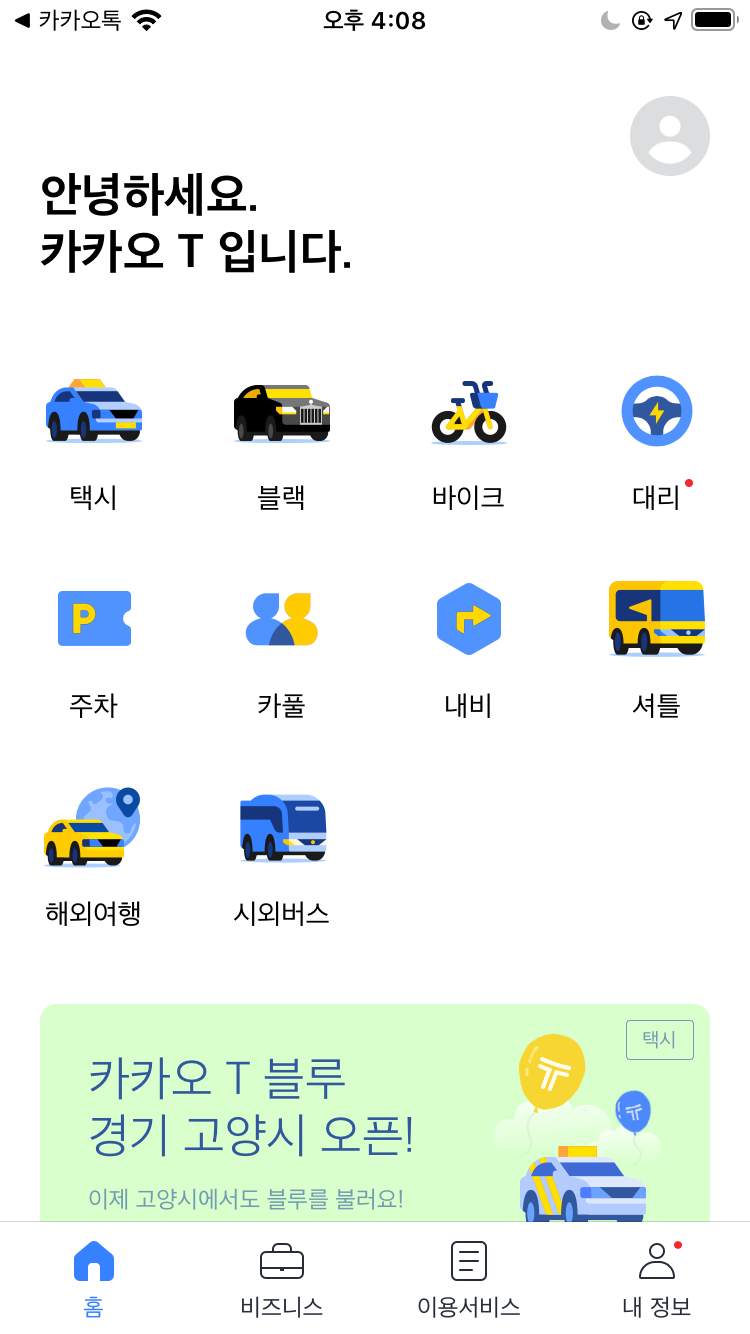 ◀ 카카오톡 오후 4:08
안녕하세요.
카카오 T 입니다.
택시 블랙 바이크 대리
P
주차 카풀 내비 셔틀
해외여행 시외버스
택시
카카오 T 블루
경기 고양시 오픈!
이제 고양시에서도 블루를 불러요!
홈 비즈니스 이용서비스 내 정보